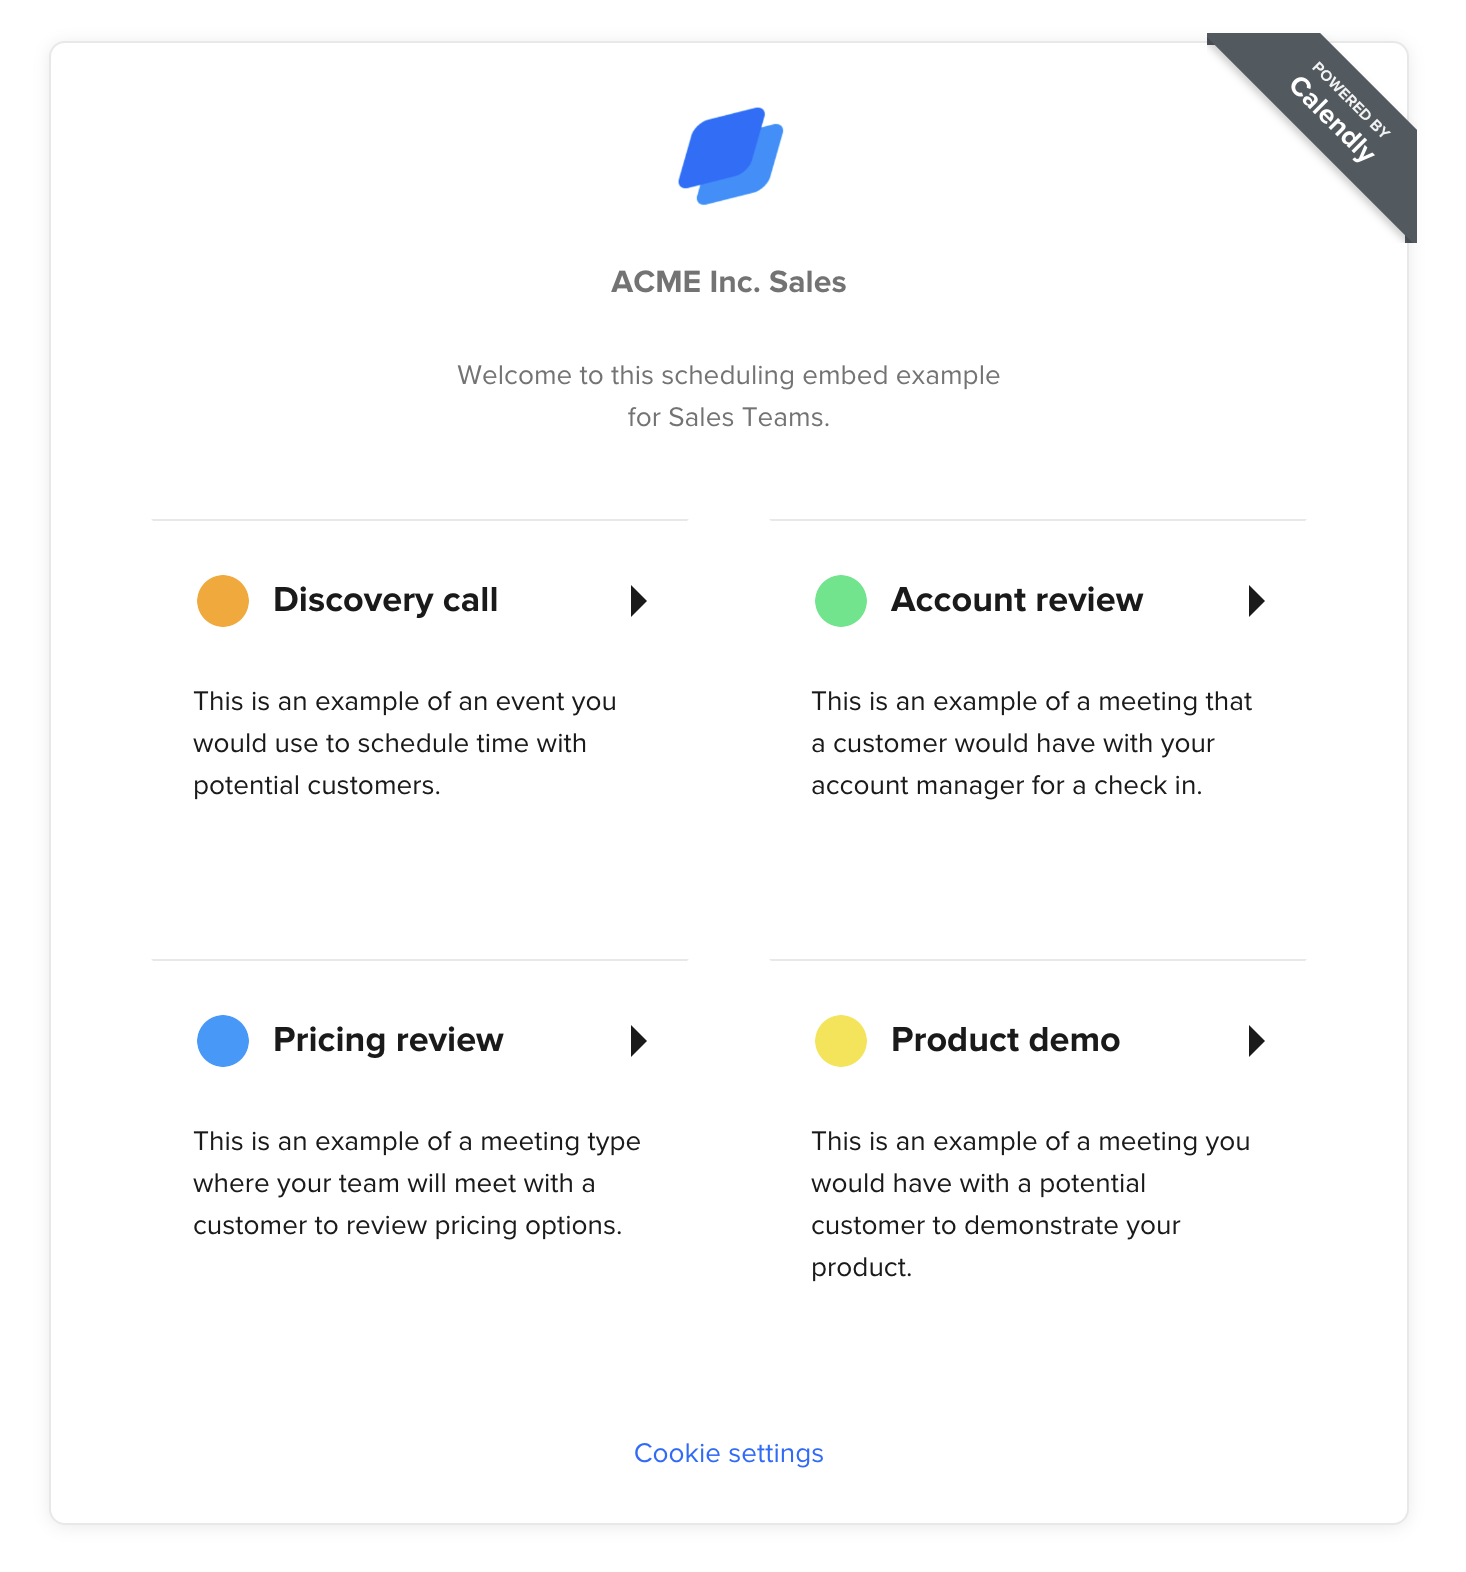 POWERED BY
Calendly
ACME Inc. Sales
Welcome to this scheduling embed example
for Sales Teams.
Discovery call
This is an example of an event you
would use to schedule time with
potential customers.
Account review
This is an example of a meeting that
a customer would have with your
account manager for a check in.
Pricing review
This is an example of a meeting type
where your team will meet with a
customer to review pricing options.
Product demo
This is an example of a meeting you
would have with a potential
customer to demonstrate your
product.
Cookie settings